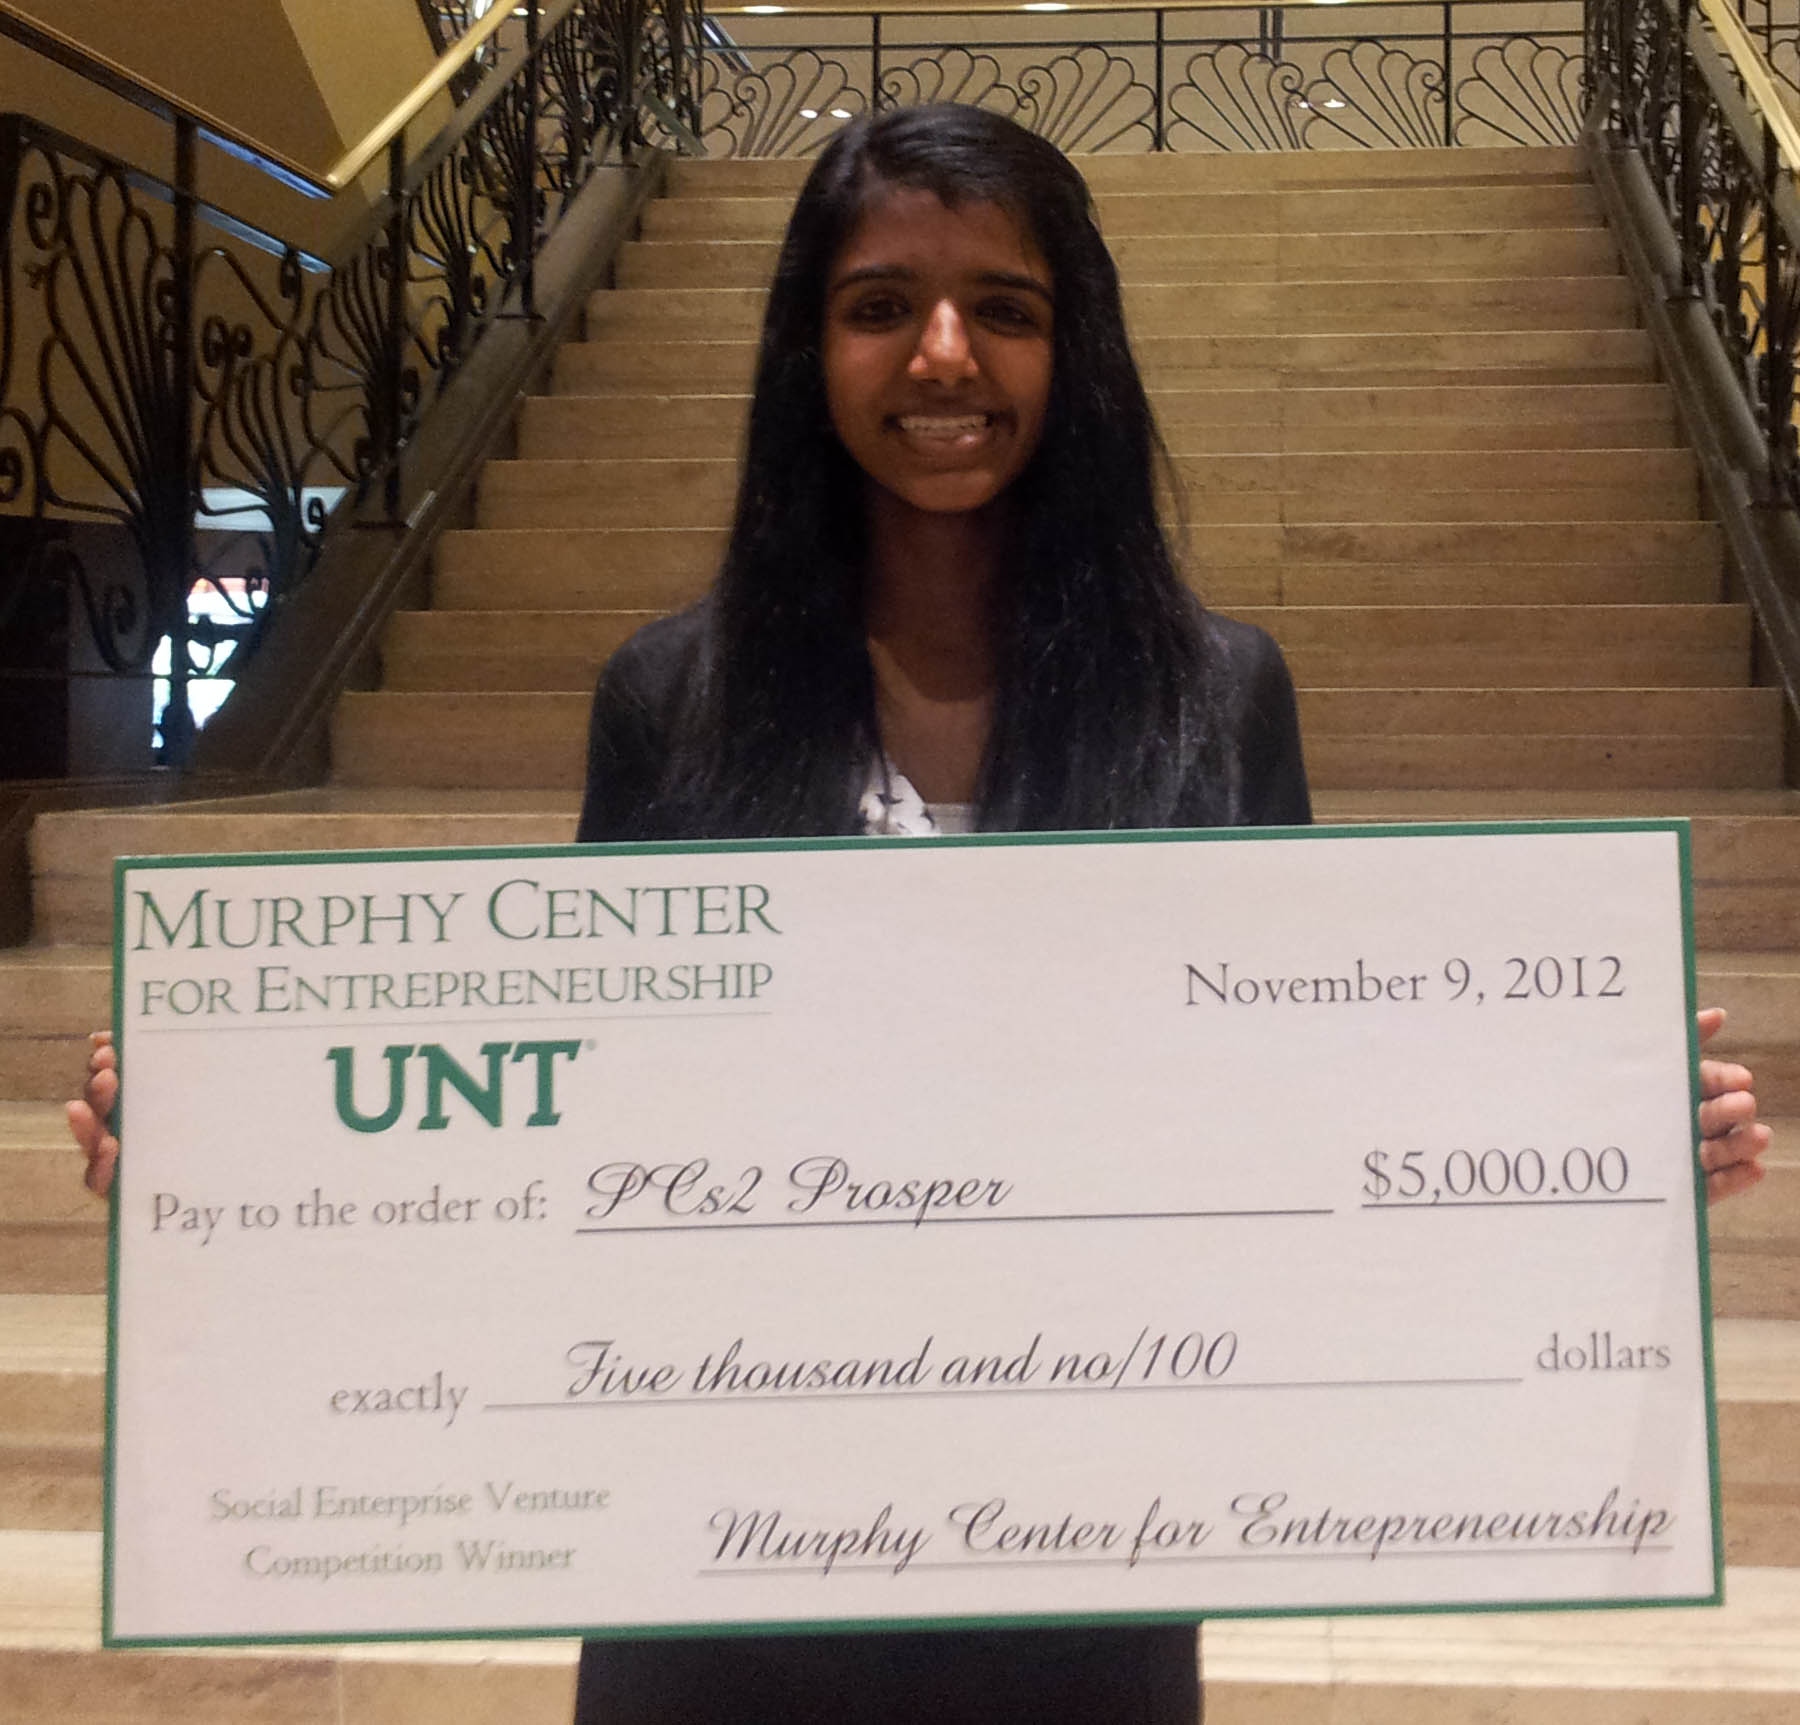 MURPHY CENTER
FOR ENTREPRENEURSHIP
UNT®
November 9, 2012
Pay to the order of: PCs2 Prosper $5,000.00
exactly Five thousand and no/100 dollars
Social Enterprise Venture
Competition Winner
Murphy Center for Entrepreneurship